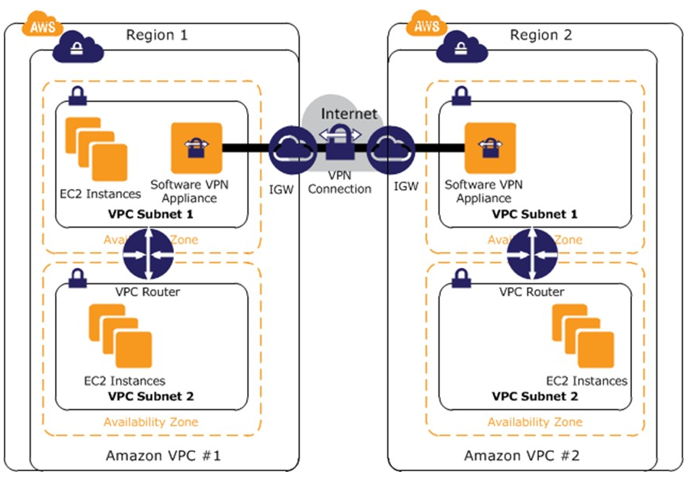 AWS
Region 1
EC2 Instances
Software VPN
Appliance
VPC Subnet 1
Availability Zone
VPC Router
EC2 Instances
VPC Subnet 2
Availability Zone
Amazon VPC #1
IGW
Internet
VPN
Connection
IGW
AWS
Region 2
Software VPN
Appliance
VPC Subnet 1
Availability Zone
VPC Router
EC2 Instances
VPC Subnet 2
Availability Zone
Amazon VPC #2